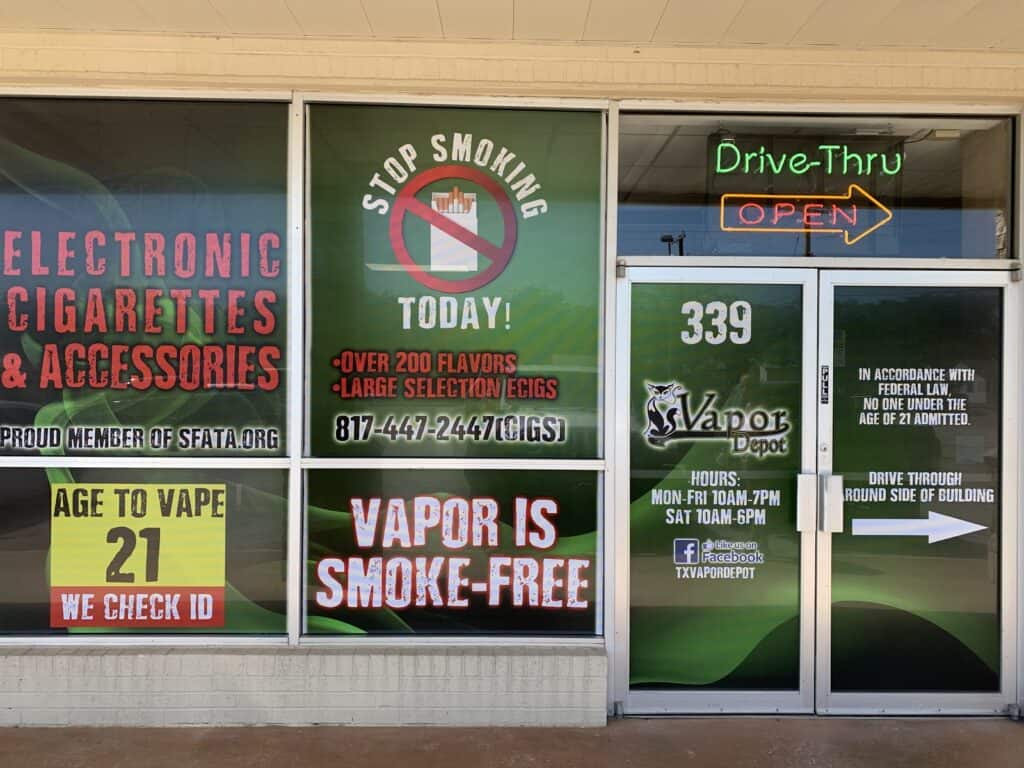 ELECTRONIC
CIGARETTES
& ACCESSORIES
PROUD MEMBER OF SFATA.ORG
AGE TO VAPE
21
WE CHECK ID
STOP SMOKING
TODAY!
•OVER 200 FLAVORS
•LARGE SELECTION ECIGS
817-447-2447(CIGS)
VAPOR IS
SMOKE-FREE
Drive-Thru
OPEN
339
Vapor
Depot
HOURS:
MON-FRI 10AM-7PM
SAT 10AM-6PM
f Like us on
Facebook
TXVAPORDEPOT
PULL
IN ACCORDANCE WITH
FEDERAL LAW,
NO ONE UNDER THE
AGE OF 21 ADMITTED.
DRIVE THROUGH
AROUND SIDE OF BUILDING